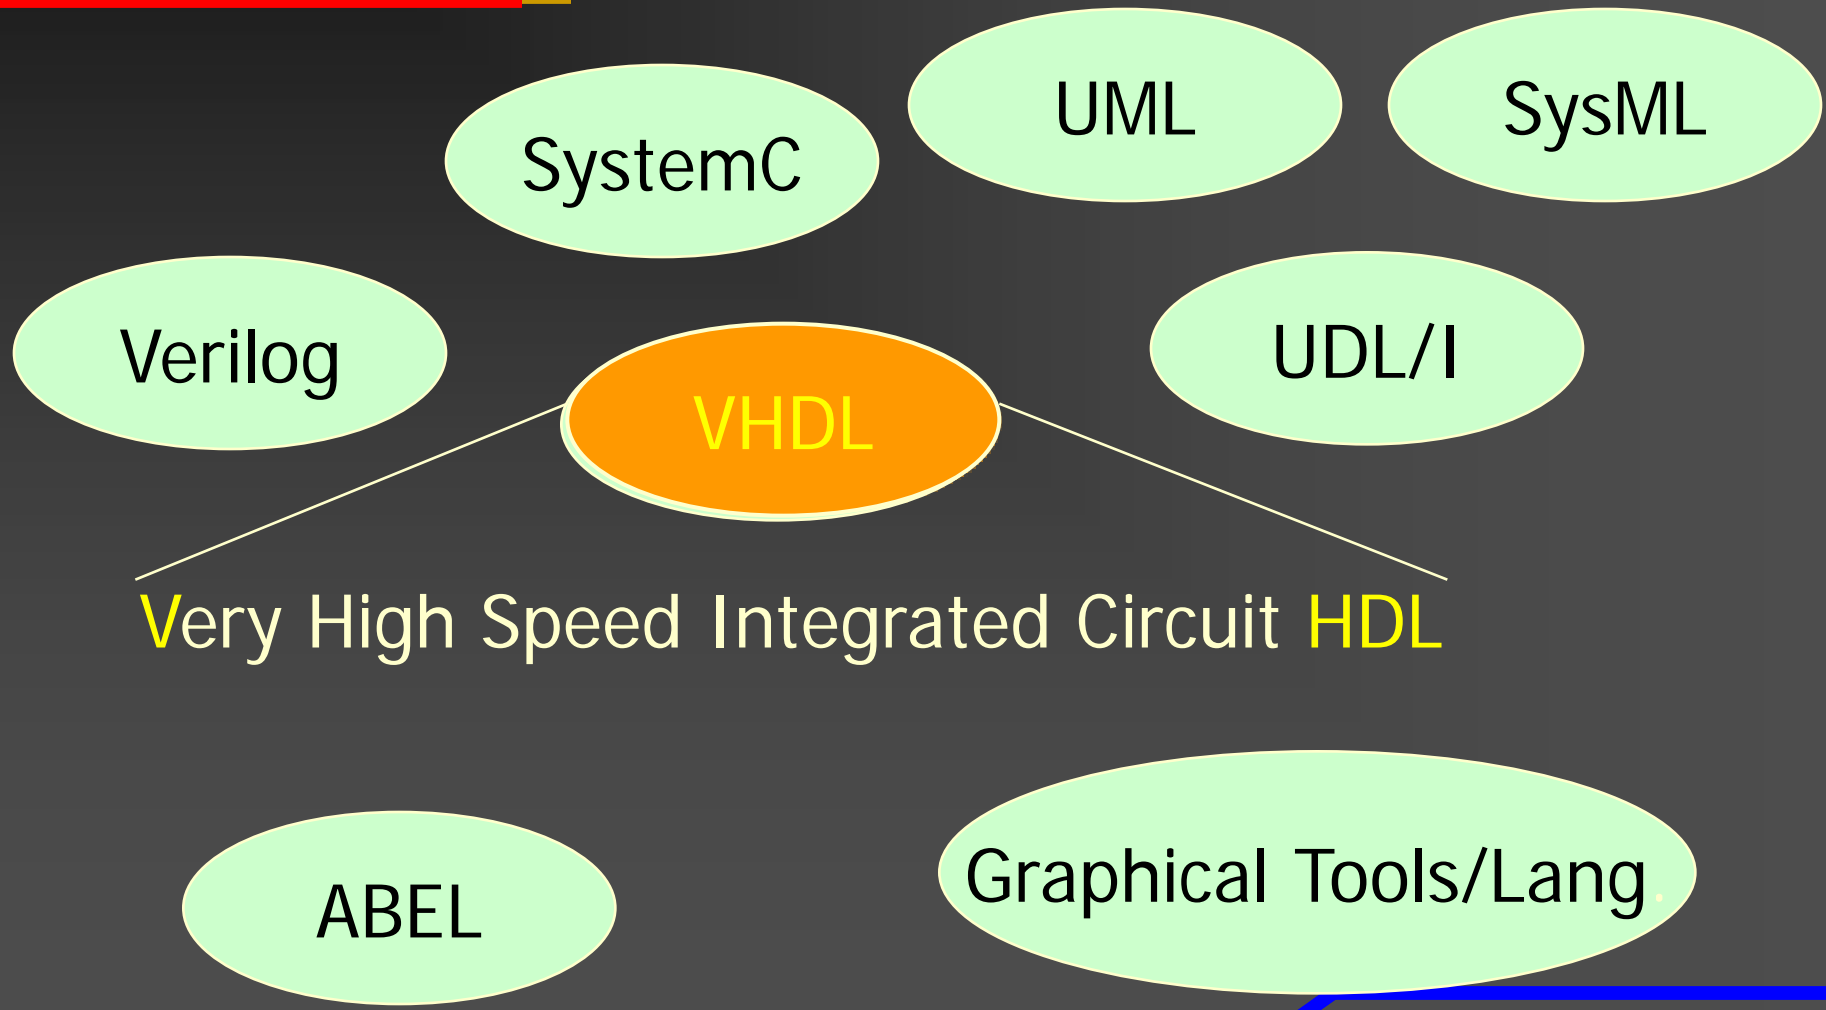 UML
SysML
SystemC
Verilog
UDL/I
VHDL
Very High Speed Integrated Circuit HDL
ABEL
Graphical Tools/Lang.